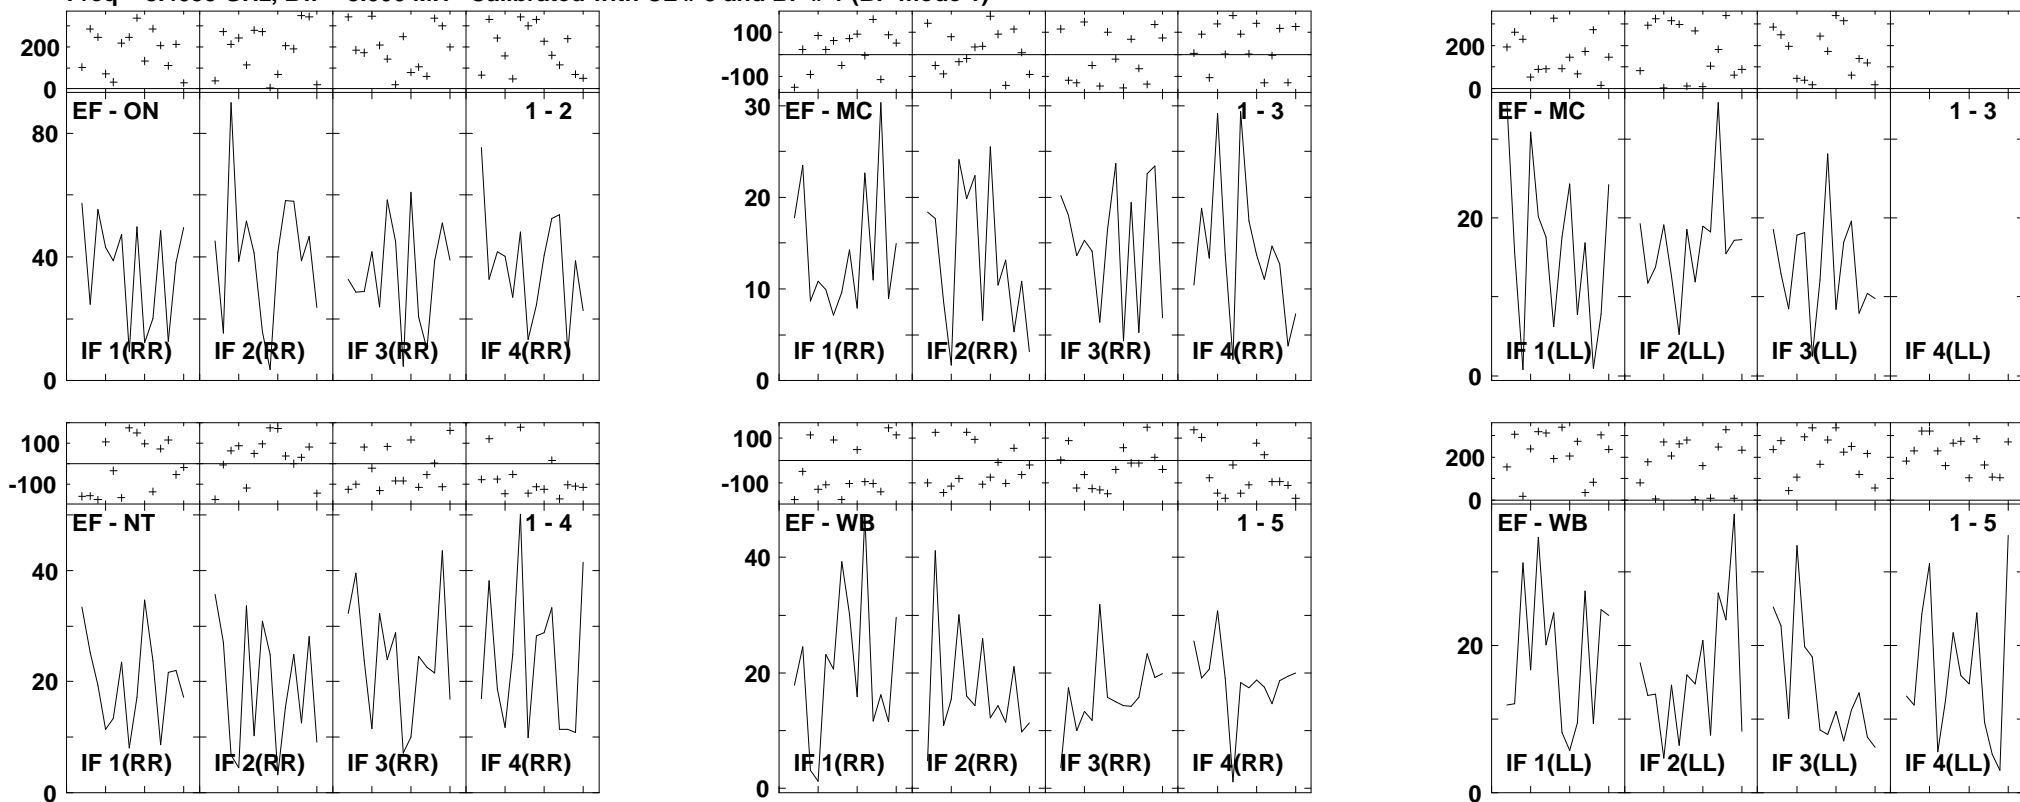 200
0
EF - ON 1 - 2
80
40
0
IF 1(RR) IF 2(RR) IF 3(RR) IF 4(RR)
100
-100
EF - MC 1 - 3
30
20
10
0
IF 1(RR) IF 2(RR) IF 3(RR) IF 4(RR)
200
0
EF - MC 1 - 3
20
0
IF 1(LL) IF 2(LL) IF 3(LL) IF 4(LL)
100
-100
EF - NT 1 - 4
40
20
0
IF 1(RR) IF 2(RR) IF 3(RR) IF 4(RR)
100
-100
EF - WB 1 - 5
40
20
0
IF 1(RR) IF 2(RR) IF 3(RR) IF 4(RR)
200
0
EF - WB 1 - 5
20
0
IF 1(LL) IF 2(LL) IF 3(LL) IF 4(LL)